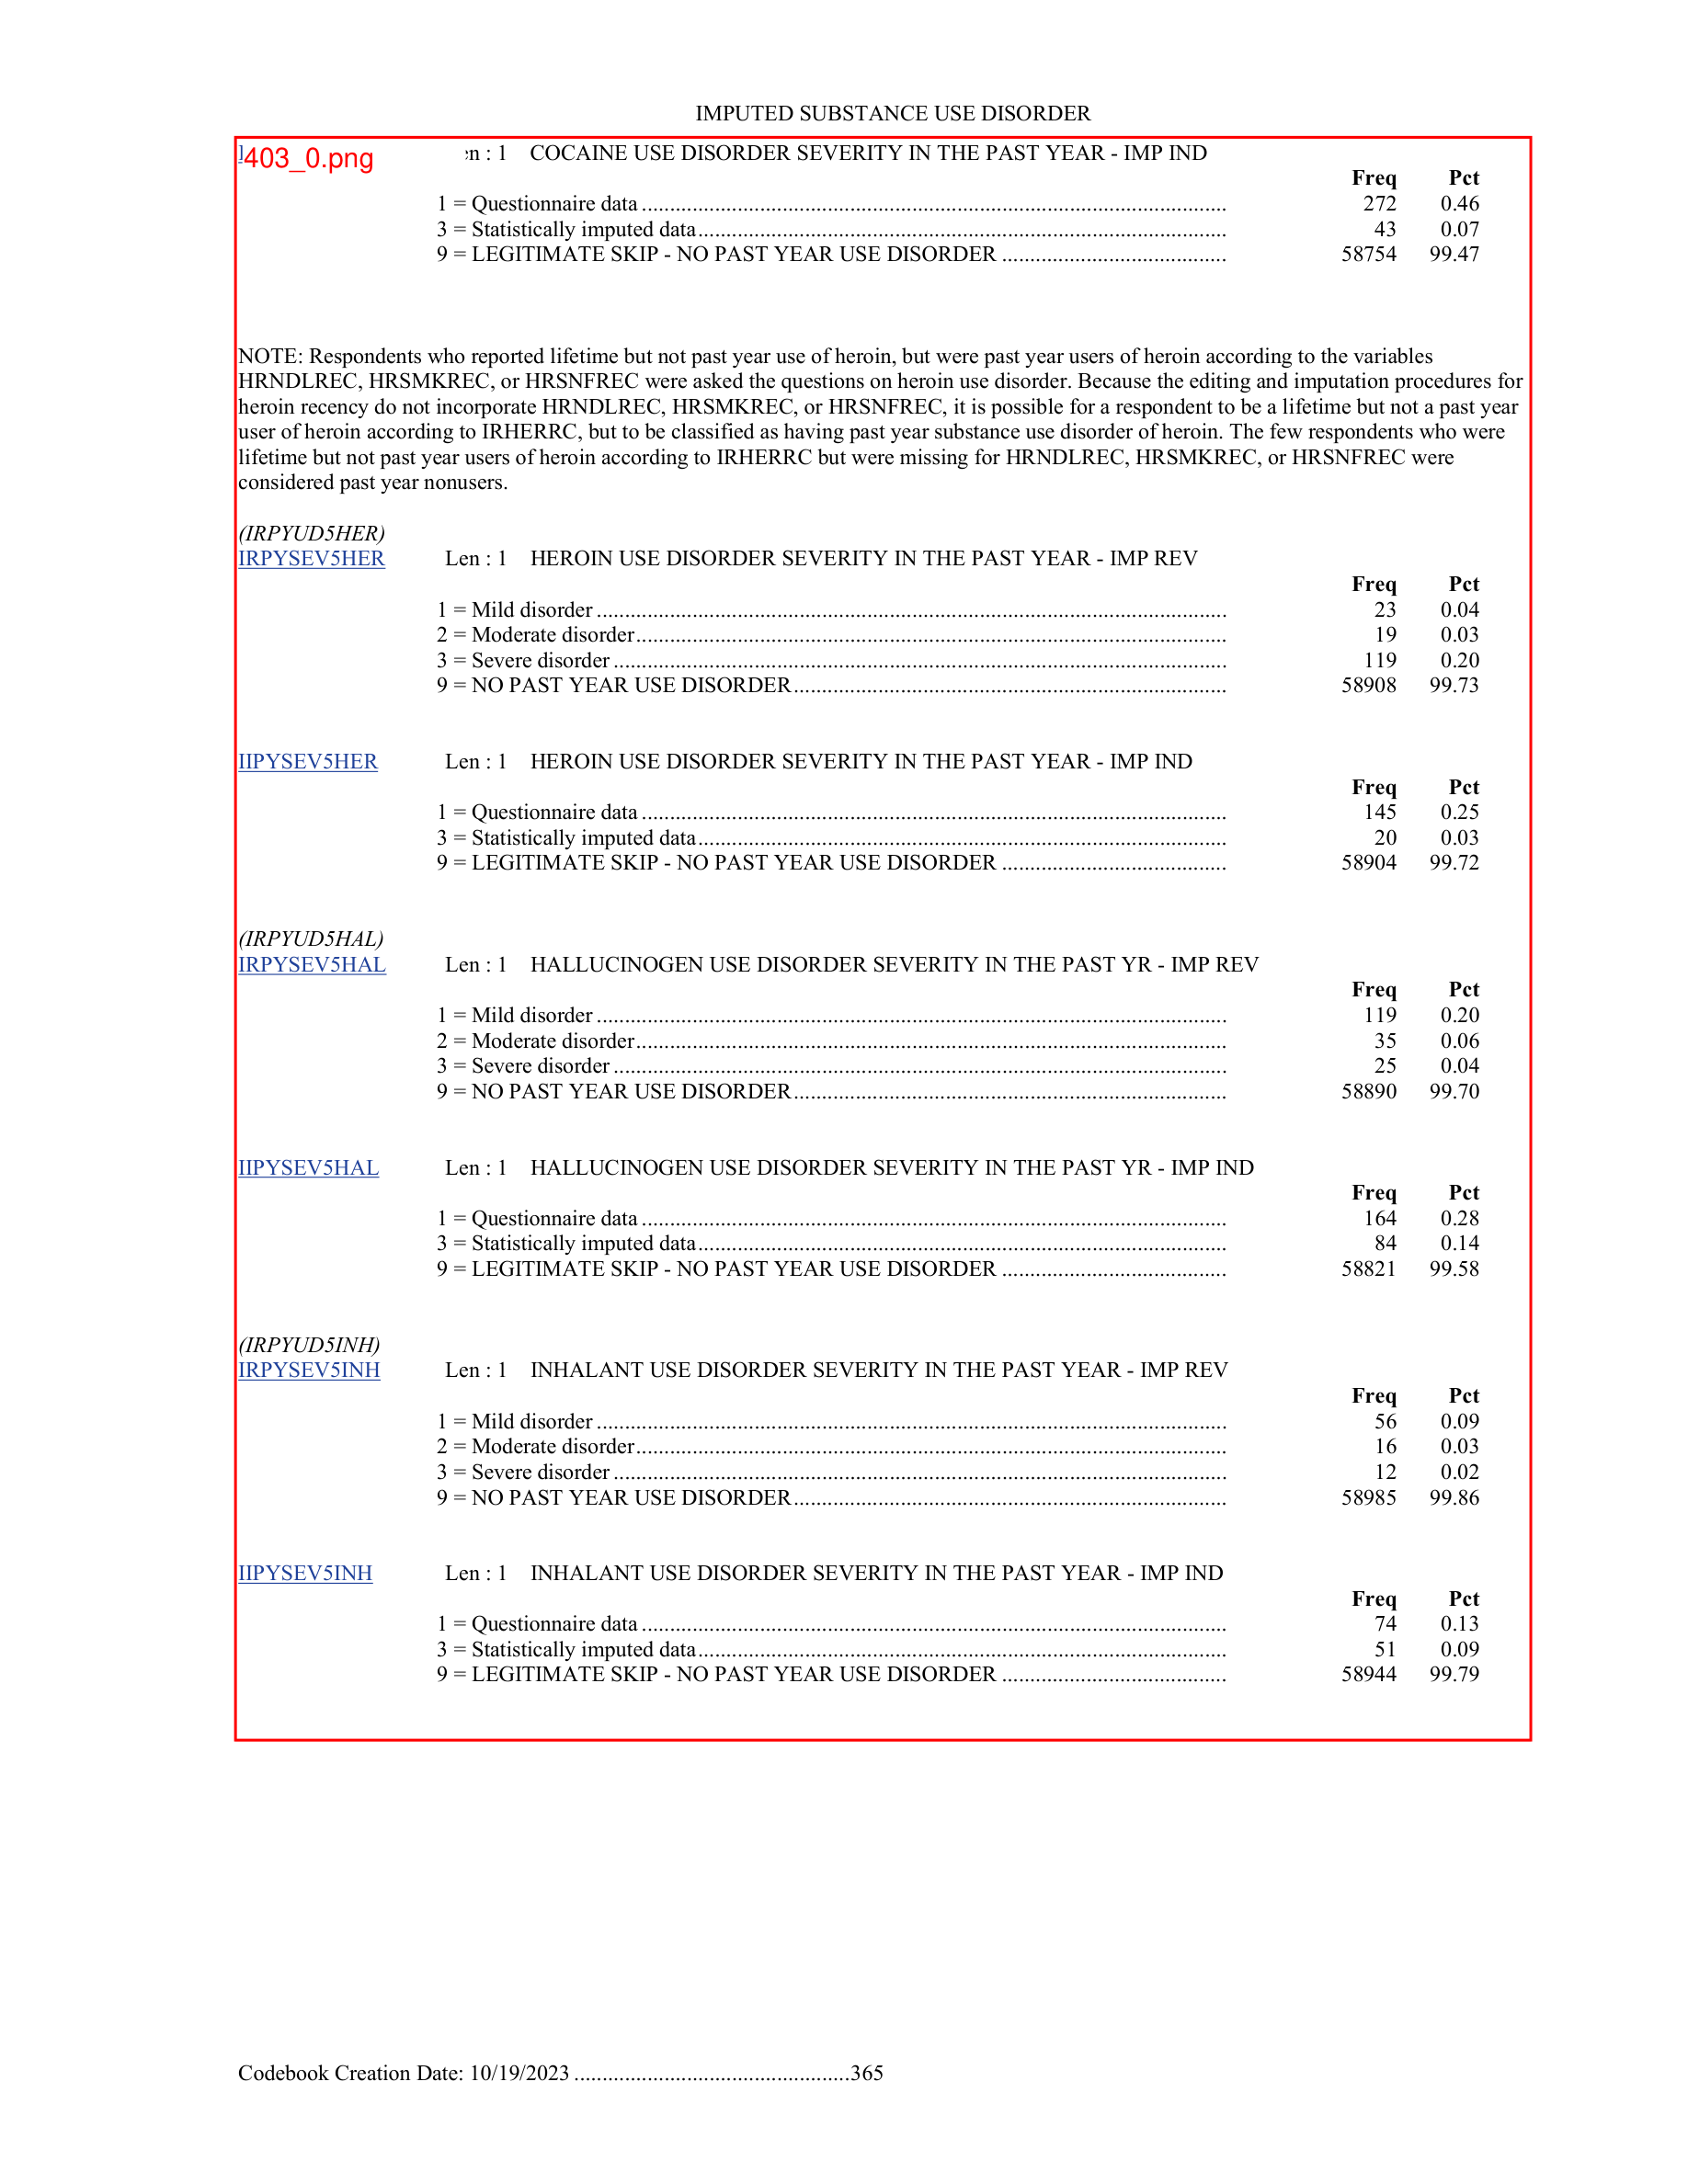 IMPUTED SUBSTANCE USE DISORDER
403_0.png : 1 COCAINE USE DISORDER SEVERITY IN THE PAST YEAR - IMP IND
Freq Pct
1 = Questionnaire data ........................................................................................................ 272 0.46
3 = Statistically imputed data.............................................................................................. 43 0.07
9 = LEGITIMATE SKIP - NO PAST YEAR USE DISORDER ........................................ 58754 99.47
NOTE: Respondents who reported lifetime but not past year use of heroin, but were past year users of heroin according to the variables
HRNDLREC, HRSMKREC, or HRSNFREC were asked the questions on heroin use disorder. Because the editing and imputation procedures for
heroin recency do not incorporate HRNDLREC, HRSMKREC, or HRSNFREC, it is possible for a respondent to be a lifetime but not a past year
user of heroin according to IRHERRC, but to be classified as having past year substance use disorder of heroin. The few respondents who were
lifetime but not past year users of heroin according to IRHERRC but were missing for HRNDLREC, HRSMKREC, or HRSNFREC were
considered past year nonusers.
(IRPYUD5HER)
IRPYSEV5HER Len : 1 HEROIN USE DISORDER SEVERITY IN THE PAST YEAR - IMP REV
Freq Pct
1 = Mild disorder ................................................................................................................ 23 0.04
2 = Moderate disorder......................................................................................................... 19 0.03
3 = Severe disorder ............................................................................................................. 119 0.20
9 = NO PAST YEAR USE DISORDER............................................................................. 58908 99.73
IIPYSEV5HER Len : 1 HEROIN USE DISORDER SEVERITY IN THE PAST YEAR - IMP IND
Freq Pct
1 = Questionnaire data ........................................................................................................ 145 0.25
3 = Statistically imputed data.............................................................................................. 20 0.03
9 = LEGITIMATE SKIP - NO PAST YEAR USE DISORDER ........................................ 58904 99.72
(IRPYUD5HAL)
IRPYSEV5HAL Len : 1 HALLUCINOGEN USE DISORDER SEVERITY IN THE PAST YR - IMP REV
Freq Pct
1 = Mild disorder ................................................................................................................ 119 0.20
2 = Moderate disorder......................................................................................................... 35 0.06
3 = Severe disorder ............................................................................................................. 25 0.04
9 = NO PAST YEAR USE DISORDER............................................................................. 58890 99.70
IIPYSEV5HAL Len : 1 HALLUCINOGEN USE DISORDER SEVERITY IN THE PAST YR - IMP IND
Freq Pct
1 = Questionnaire data ........................................................................................................ 164 0.28
3 = Statistically imputed data.............................................................................................. 84 0.14
9 = LEGITIMATE SKIP - NO PAST YEAR USE DISORDER ........................................ 58821 99.58
(IRPYUD5INH)
IRPYSEV5INH Len : 1 INHALANT USE DISORDER SEVERITY IN THE PAST YEAR - IMP REV
Freq Pct
1 = Mild disorder ................................................................................................................ 56 0.09
2 = Moderate disorder......................................................................................................... 16 0.03
3 = Severe disorder ............................................................................................................. 12 0.02
9 = NO PAST YEAR USE DISORDER............................................................................. 58985 99.86
IIPYSEV5INH Len : 1 INHALANT USE DISORDER SEVERITY IN THE PAST YEAR - IMP IND
Freq Pct
1 = Questionnaire data ........................................................................................................ 74 0.13
3 = Statistically imputed data.............................................................................................. 51 0.09
9 = LEGITIMATE SKIP - NO PAST YEAR USE DISORDER ........................................ 58944 99.79
Codebook Creation Date: 10/19/2023 .................................................365